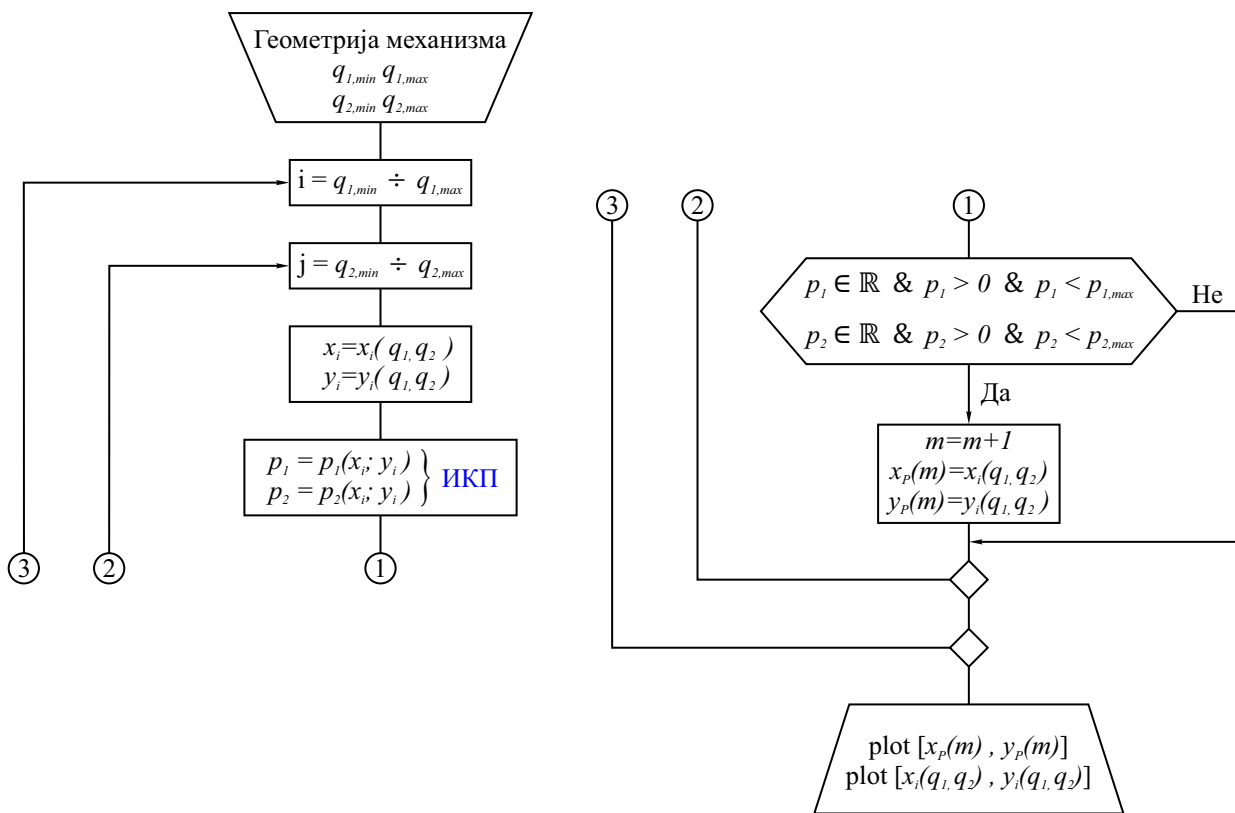 Геометрија механизма
q1,min q1,max
q2,min q2,max
i = q1,min ÷ q1,max
j = q2,min ÷ q2,max
xi=xi( q1, q2 )
yi=yi( q1, q2 )
p1 = p1(xi; yi )
p2 = p2(xi; yi )
} ИКП
3
2
1
3
2
1
p1 ∈ ℝ & p1 > 0 & p1 < p1,max
p2 ∈ ℝ & p2 > 0 & p2 < p2,max
Не
Да
m=m+1
xP(m)=xi(q1, q2)
yP(m)=yi(q1, q2)
plot [xP(m) , yP(m)]
plot [xi(q1, q2) , yi(q1, q2)]